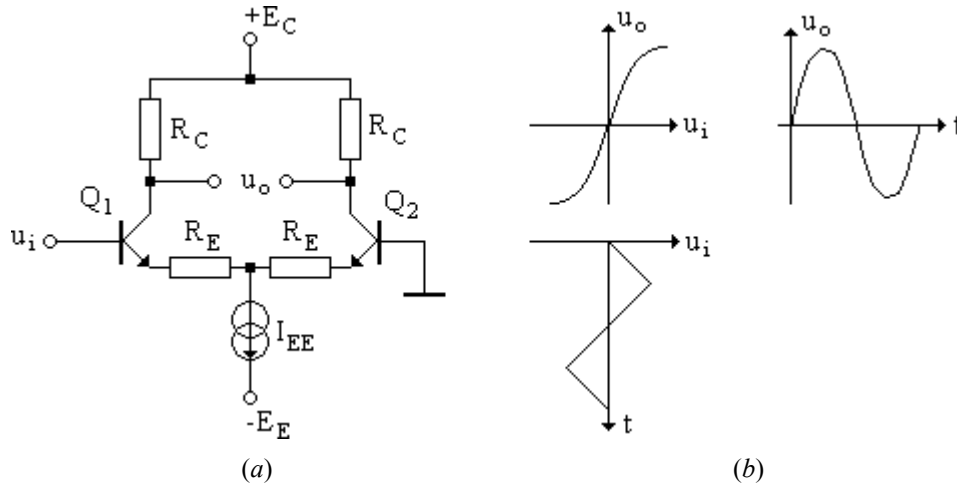 +E_C
R_C
R_C
u_o
Q_1
Q_2
u_i
R_E
R_E
I_EE
-E_E
(a)
u_o
u_i
u_o
t
u_i
t
(b)